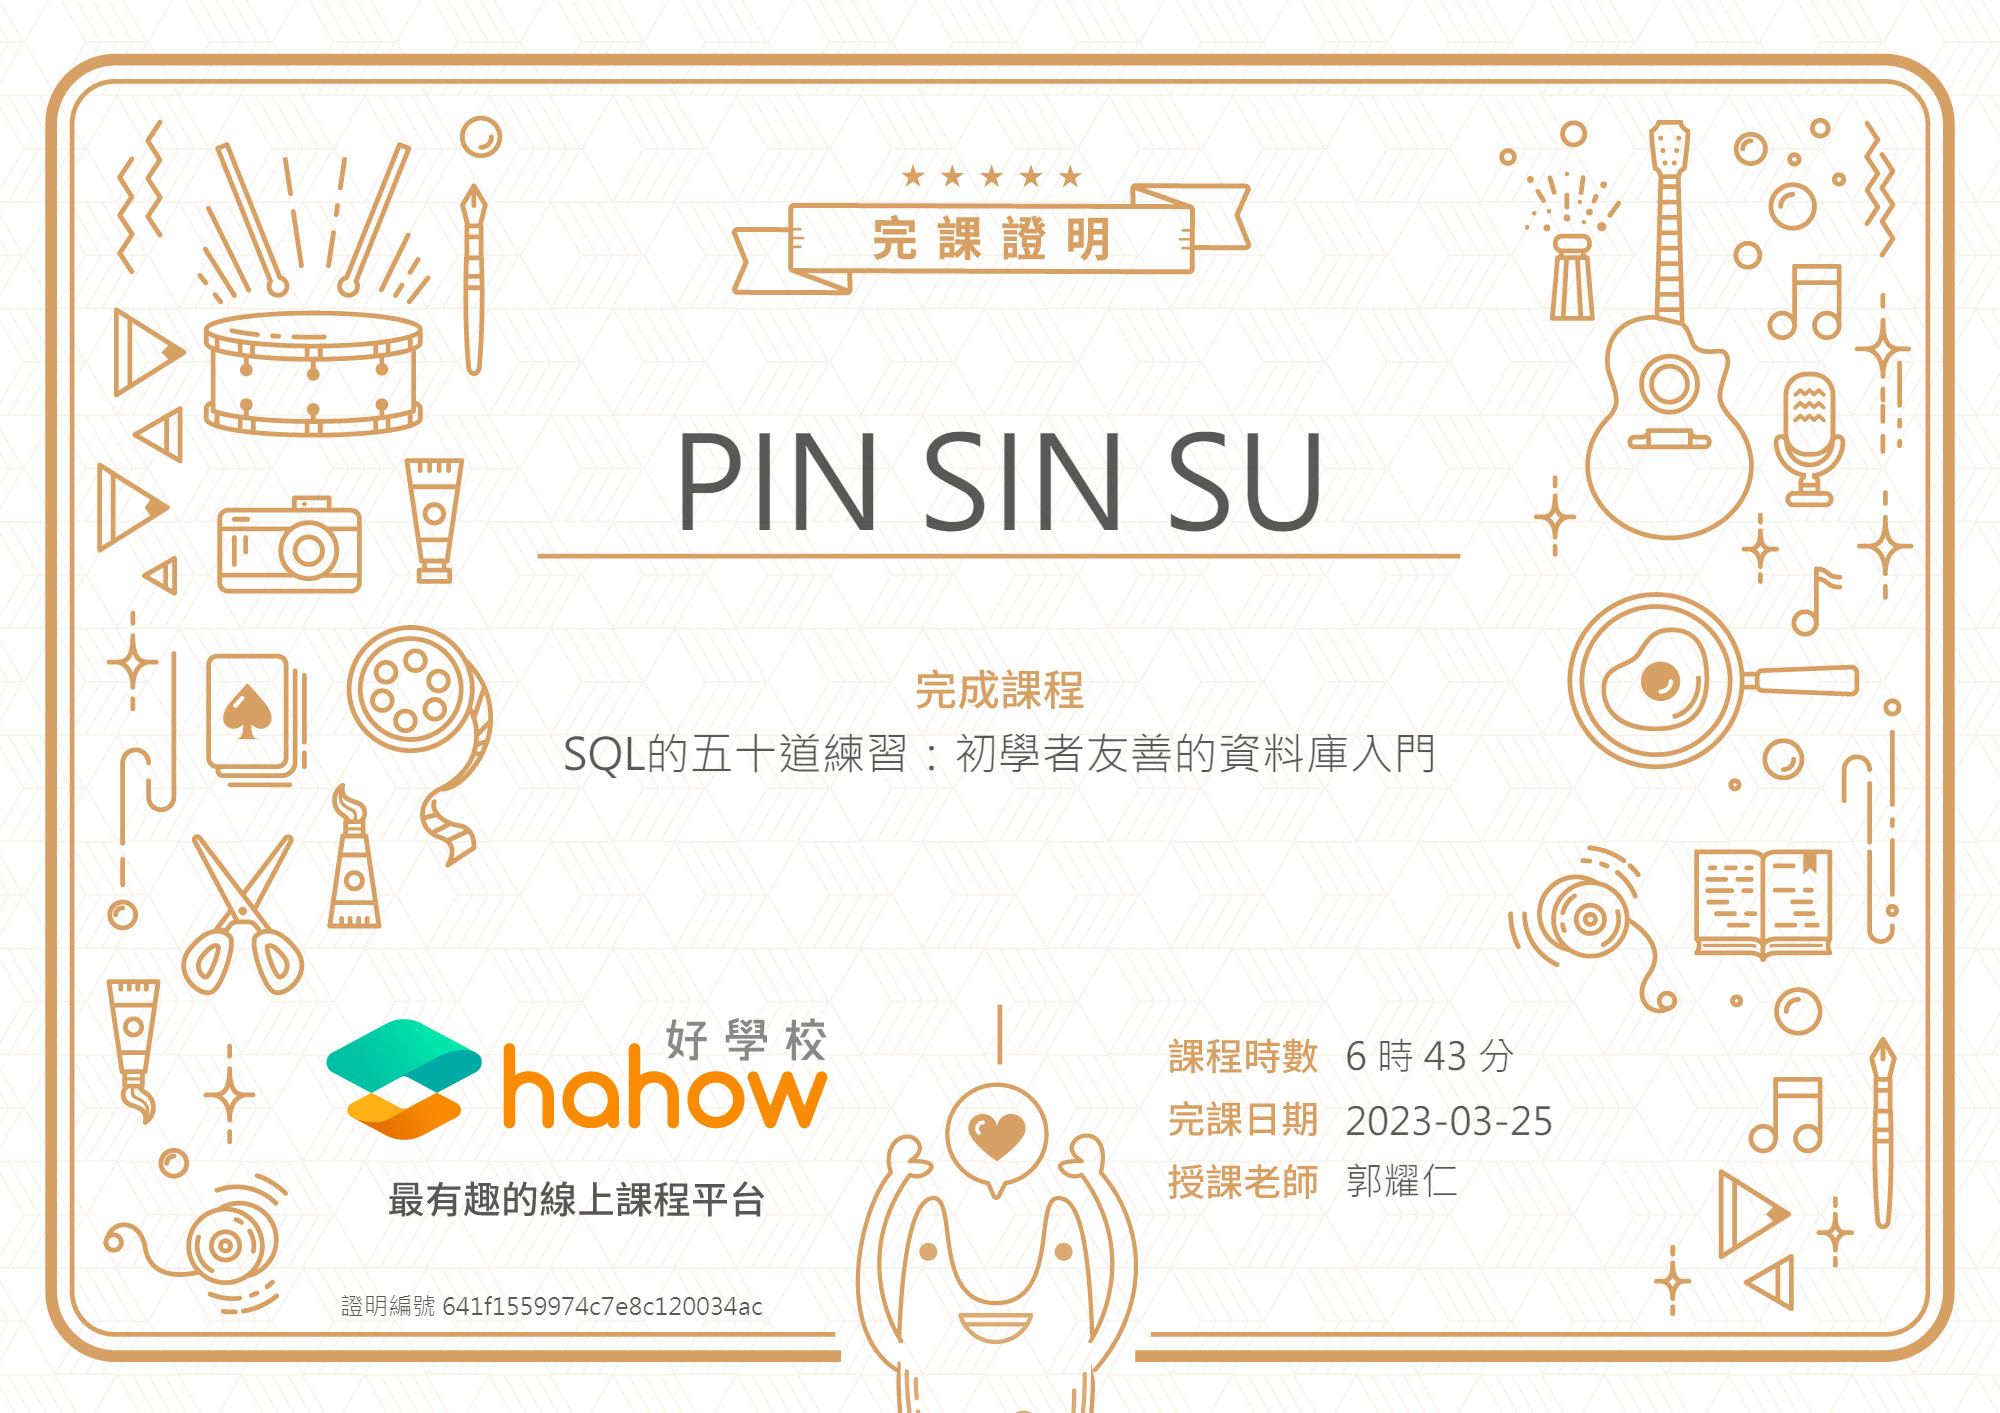 完課證明
PIN SIN SU
完成課程
SQL的五十道練習：初學者友善的資料庫入門
好學校
hahow
最有趣的線上課程平台
證明編號 641f1559974c7e8c120034ac
課程時數 6 時 43 分
完課日期 2023-03-25
授課老師 郭耀仁